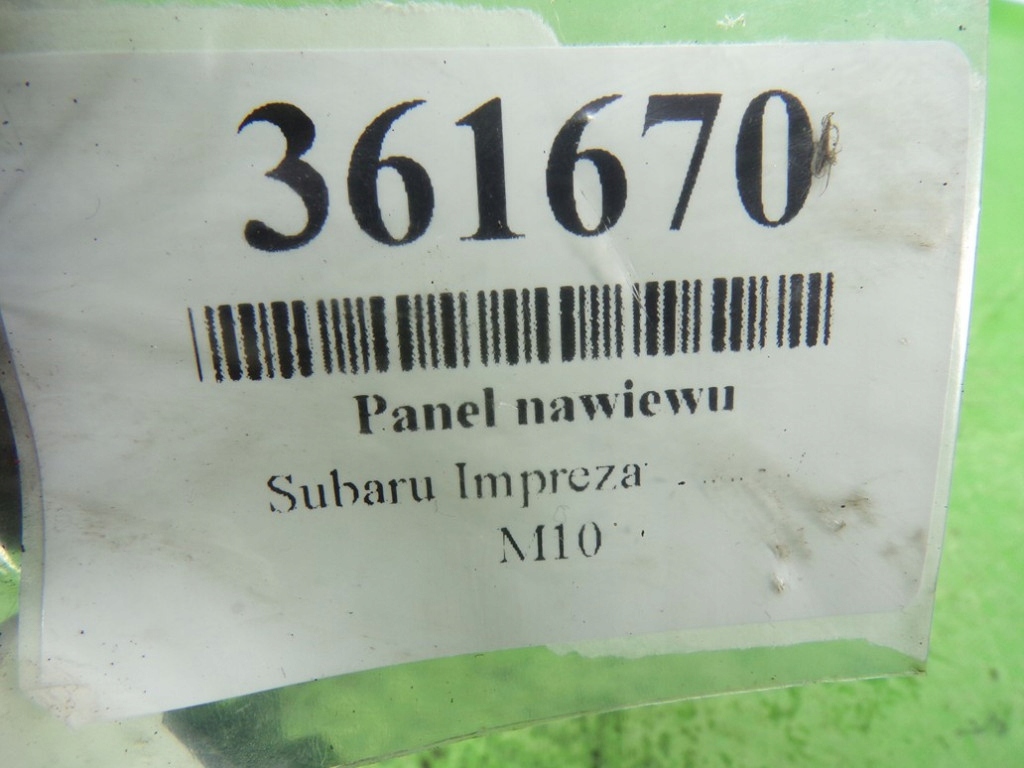 361670
Panel nawiewu
Subaru Impreza
M10